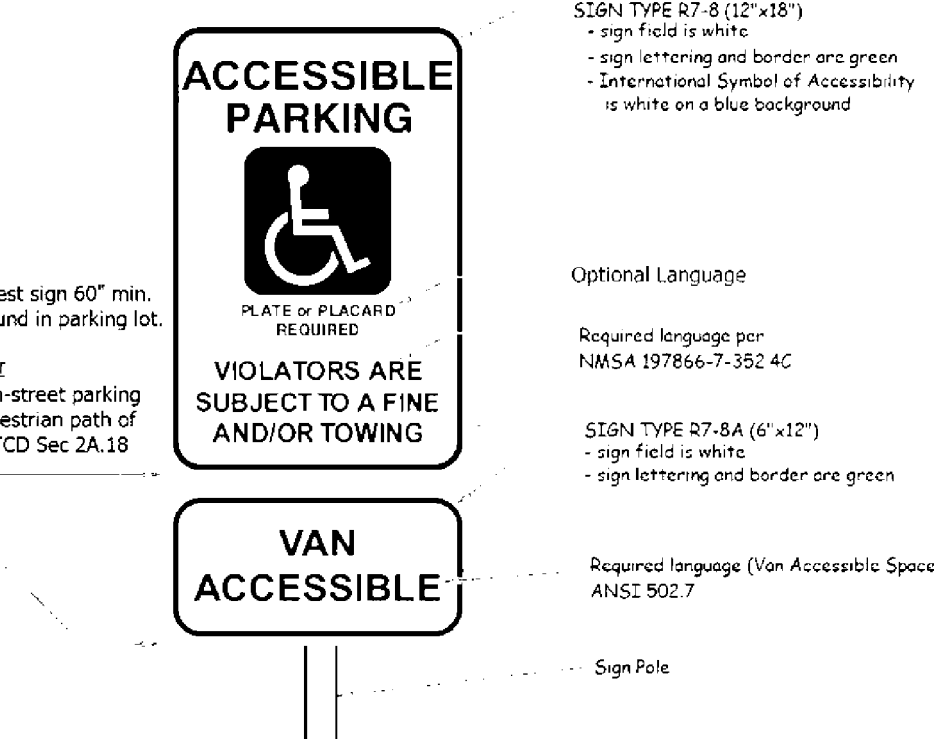 SIGN TYPE R7-8 (12"x18")
- sign field is white
- sign lettering and border are green
- International Symbol of Accessibility
is white on a blue background
ACCESSIBLE
PARKING
PLATE or PLACARD
REQUIRED
VIOLATORS ARE
SUBJECT TO A FINE
AND/OR TOWING
VAN
ACCESSIBLE
est sign 60" min.
und in parking lot.
-street parking
estrian path of
TCD Sec 2A.18
Optional Language
Required language per
NMSA 197866-7-352 4C
SIGN TYPE R7-8A (6"x12")
- sign field is white
- sign lettering and border are green
Required language (Van Accessible Space
ANSI 502.7
Sign Pole